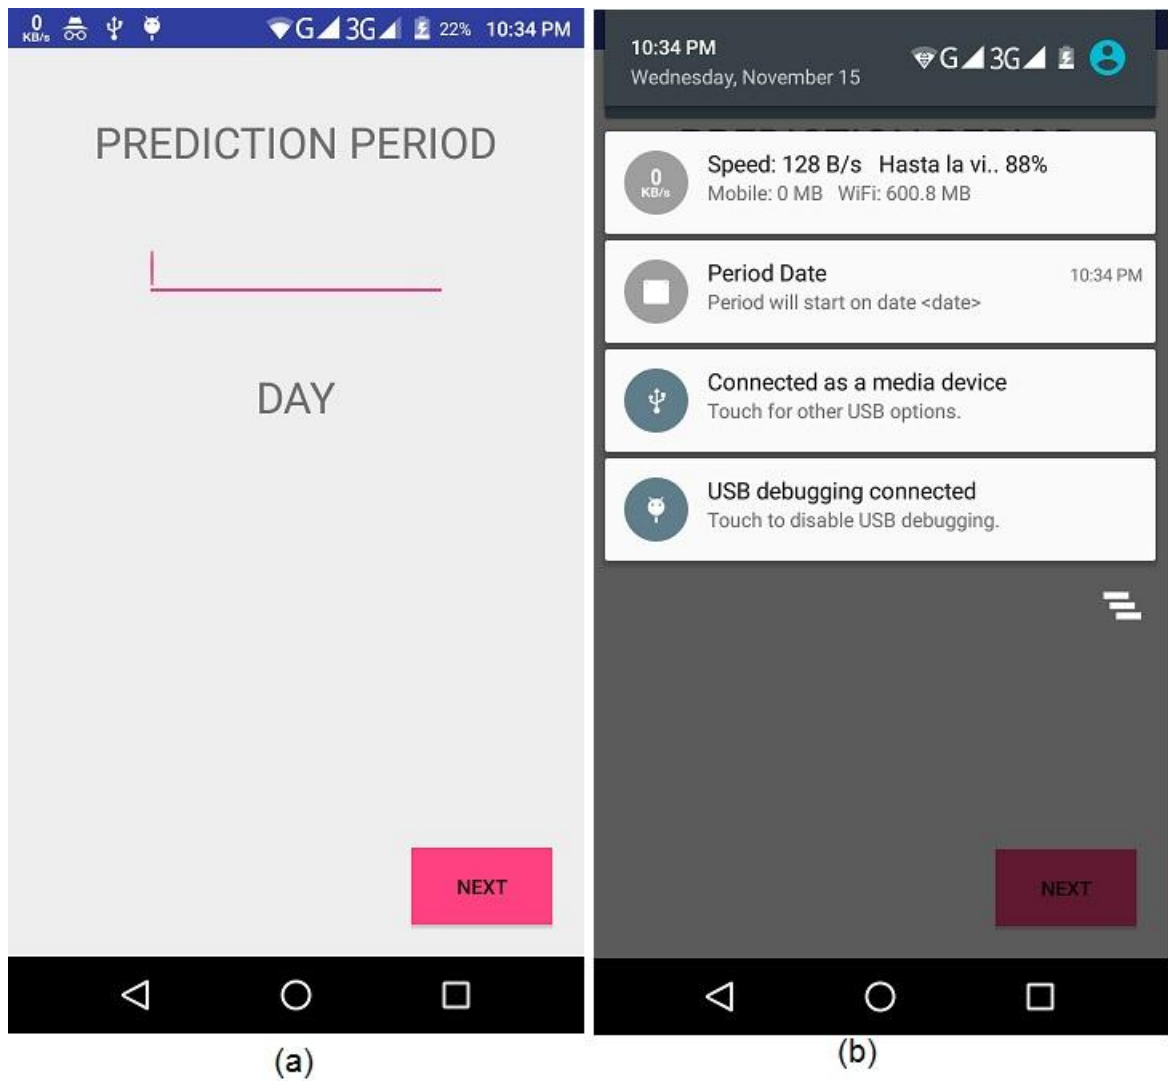 0
KB/s
G 3G 22% 10:34 PM
PREDICTION PERIOD
DAY
NEXT
(a)
10:34 PM
G 3G
Wednesday, November 15
0
KB/s
Speed: 128 B/s Hasta la vi.. 88%
Mobile: 0 MB WiFi: 600.8 MB
Period Date 10:34 PM
Period will start on date <date>
Connected as a media device
Touch for other USB options.
USB debugging connected
Touch to disable USB debugging.
NEXT
(b)